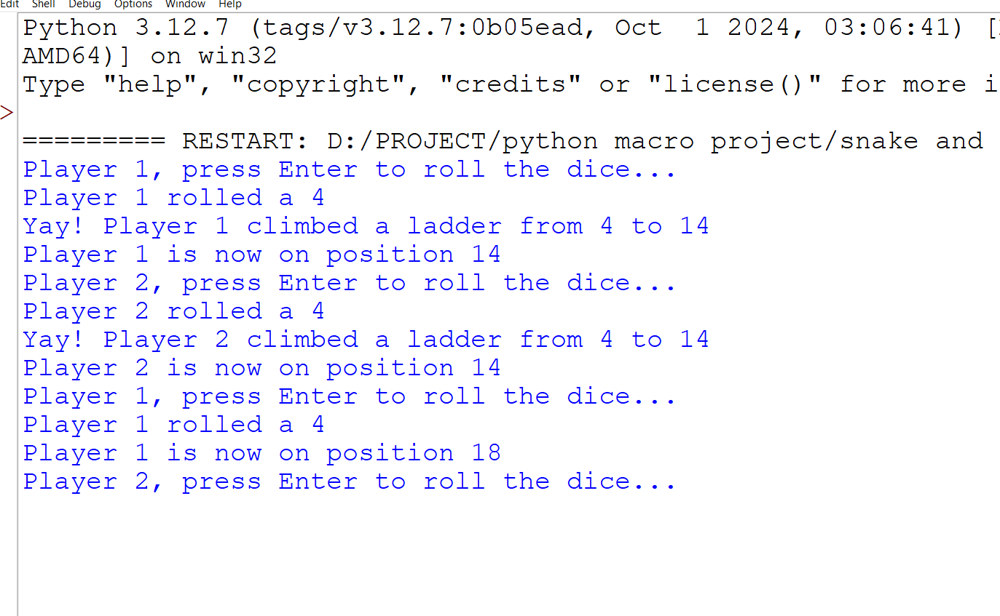 Edit Shell Debug Options Window Help
Python 3.12.7 (tags/v3.12.7:0b05ead, Oct  1 2024, 03:06:41) [
AMD64)] on win32
Type "help", "copyright", "credits" or "license()" for more i
>
========= RESTART: D:/PROJECT/python macro project/snake and
Player 1, press Enter to roll the dice...
Player 1 rolled a 4
Yay! Player 1 climbed a ladder from 4 to 14
Player 1 is now on position 14
Player 2, press Enter to roll the dice...
Player 2 rolled a 4
Yay! Player 2 climbed a ladder from 4 to 14
Player 2 is now on position 14
Player 1, press Enter to roll the dice...
Player 1 rolled a 4
Player 1 is now on position 18
Player 2, press Enter to roll the dice...